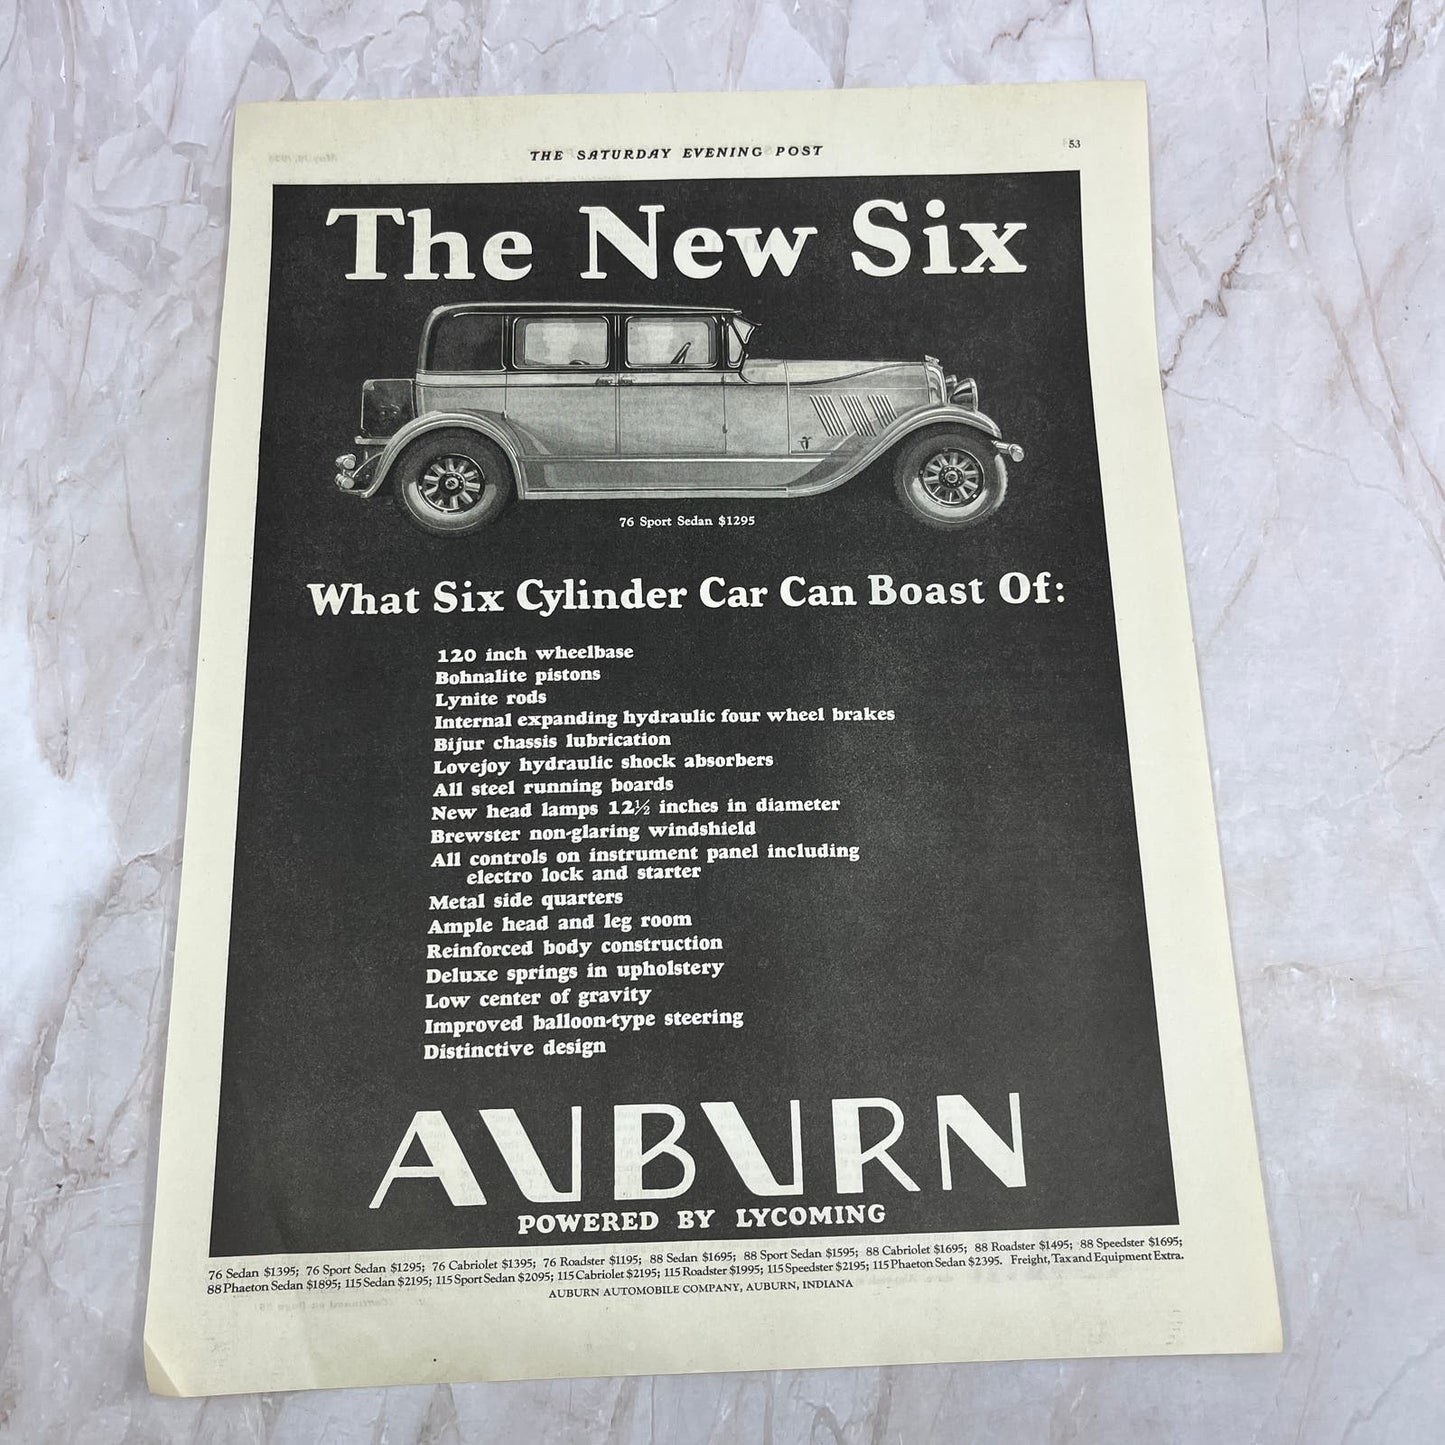 THE SATURDAY EVENING POST
53
The New Six
76 Sport Sedan $1295
What Six Cylinder Car Can Boast Of:
120 inch wheelbase
Bohnalite pistons
Lynite rods
Internal expanding hydraulic four wheel brakes
Bijur chassis lubrication
Lovejoy hydraulic shock absorbers
All steel running boards
New head lamps 12½ inches in diameter
Brewster non-glaring windshield
All controls on instrument panel including
electro lock and starter
Metal side quarters
Ample head and leg room
Reinforced body construction
Deluxe springs in upholstery
Low center of gravity
Improved balloon-type steering
Distinctive design
AUBURN
POWERED BY LYCOMING
76 Sedan $1395; 76 Sport Sedan $1295; 76 Cabriolet $1395; 76 Roadster $1195; 88 Sedan $1695; 88 Sport Sedan $1595; 88 Cabriolet $1695; 88 Roadster $1495; 88 Speedster $1695;
88 Phaeton Sedan $1895; 115 Sedan $2195; 115 Sport Sedan $2095; 115 Cabriolet $2195; 115 Roadster $1995; 115 Speedster $2195; 115 Phaeton Sedan $2395. Freight, Tax and Equipment Extra.
AUBURN AUTOMOBILE COMPANY, AUBURN, INDIANA